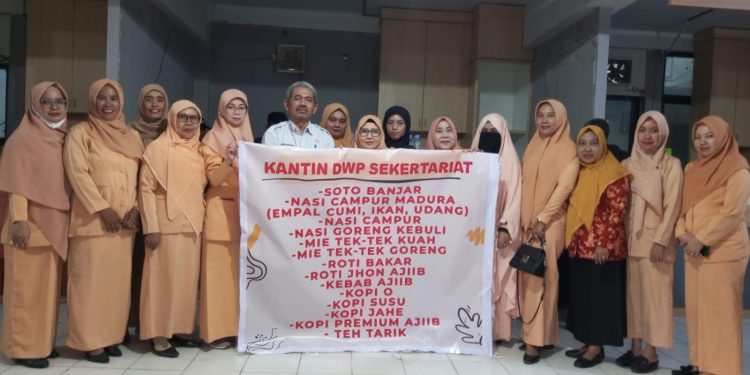 KANTIN DWP SEKERTARIAT
-SOTO BANJAR
-NASI CAMPUR MADURA
(EMPAL CUMI, IKAN, UDANG)
-NASI CAMPUR
-NASI GORENG KEBULI
-MIE TEK-TEK KUAH
-MIE TEK-TEK GORENG
-ROTI BAKAR
-ROTI JHON AJIIB
-KEBAB AJIIB
-KOPI O
-KOPI SUSU
-KOPI JAHE
-KOPI PREMIUM AJIIB
- TEH TARIK